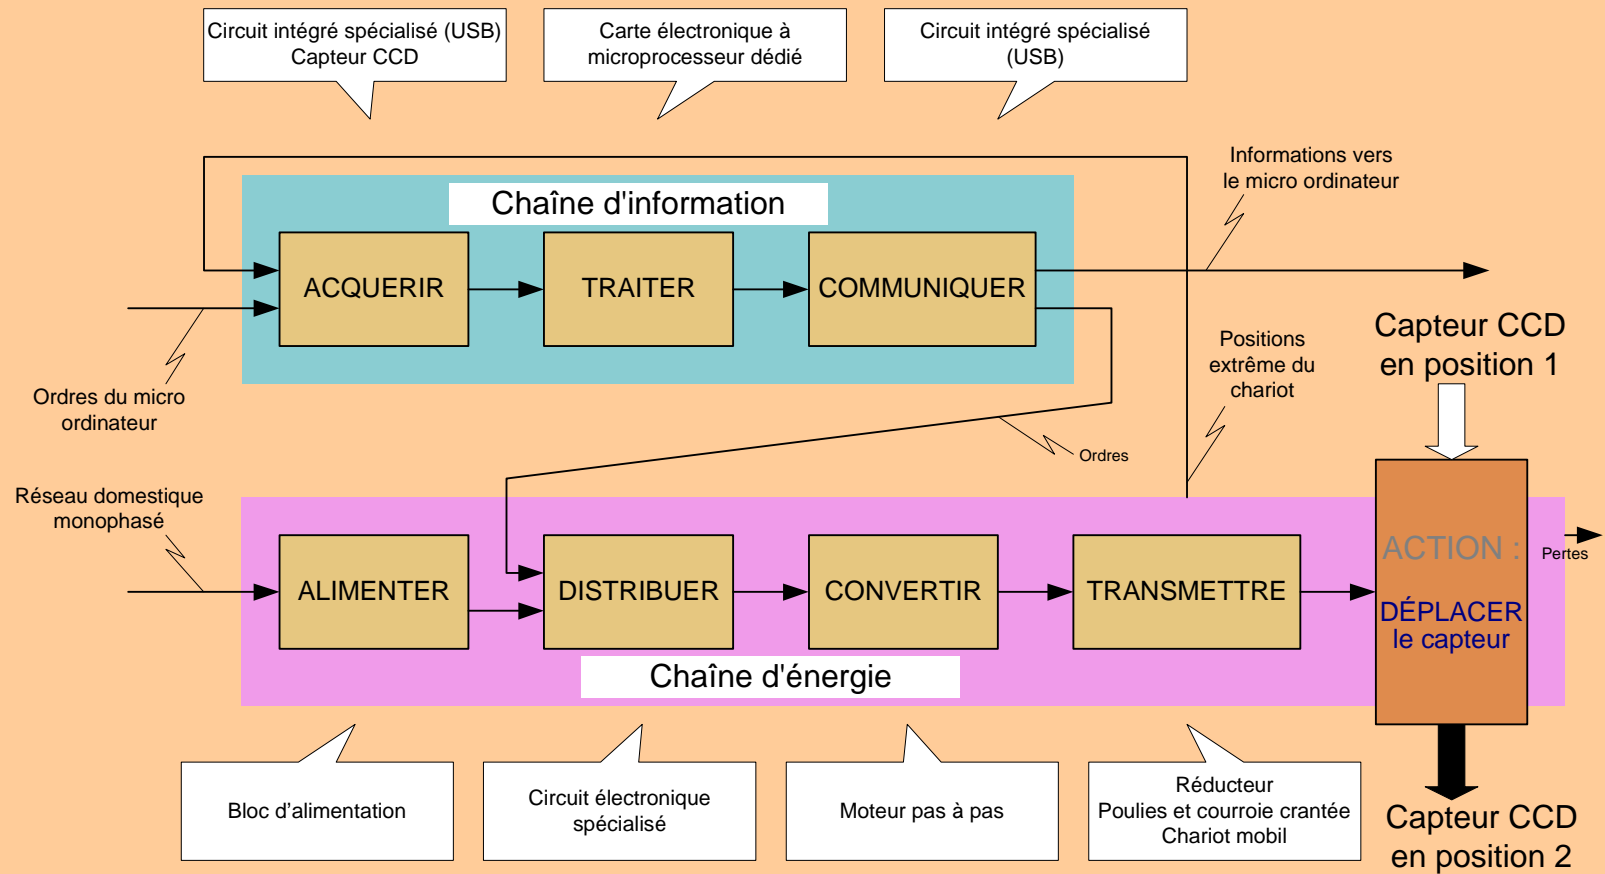 Circuit intégré spécialisé (USB)
Capteur CCD
Carte électronique à
microprocesseur dédié
Circuit intégré spécialisé
(USB)
Informations vers
le micro ordinateur
Chaîne d'information
ACQUERIR
TRAITER
COMMUNIQUER
Ordres du micro
ordinateur
Positions
extrême du
chariot
Capteur CCD
en position 1
Ordres
Réseau domestique
monophasé
ALIMENTER
DISTRIBUER
CONVERTIR
TRANSMETTRE
ACTION :
DÉPLACER
le capteur
Pertes
Chaîne d'énergie
Bloc d’alimentation
Circuit électronique
spécialisé
Moteur pas à pas
Réducteur
Poulies et courroie crantée
Chariot mobil
Capteur CCD
en position 2